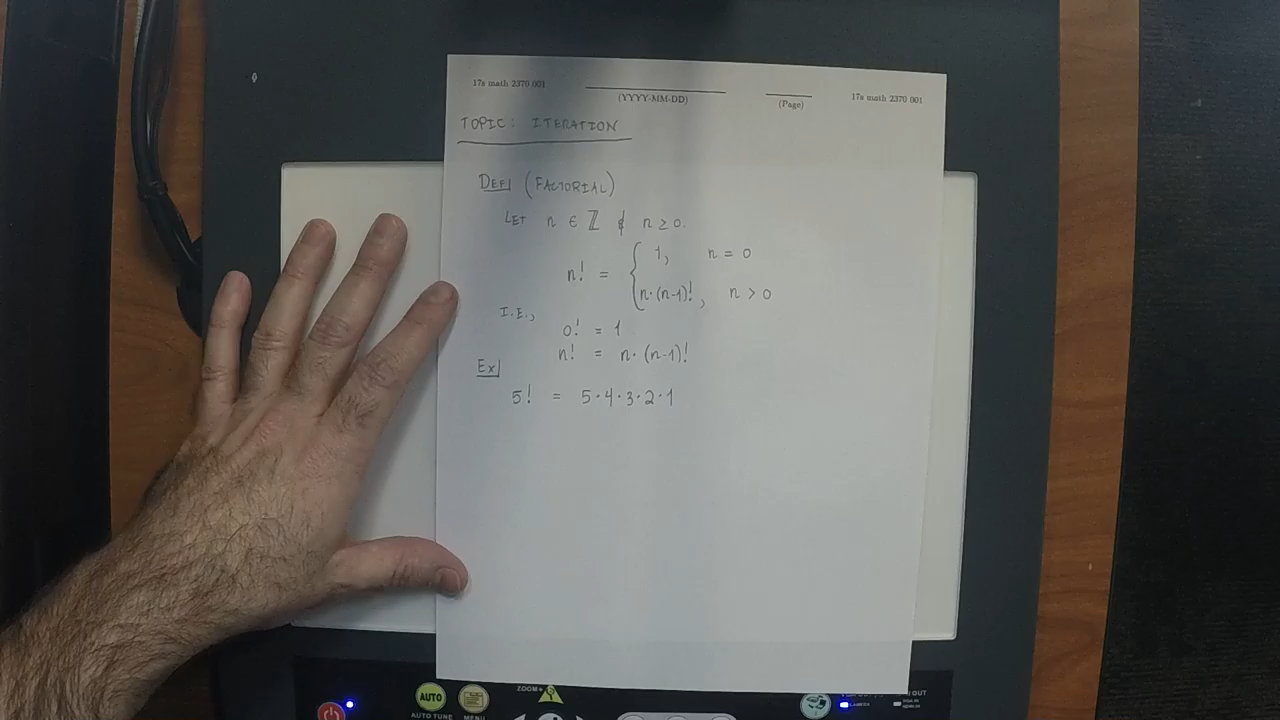 17s math 2370 001 (YYYY-MM-DD) (Page) 17s math 2370 001
TOPIC: ITERATION
DEF (FACTORIAL)
LET n ∈ ℤ & n ≥ 0.
n! = { 1, n = 0
n·(n-1)!, n > 0
I.E.,
0! = 1
n! = n·(n-1)!
EX
5! = 5·4·3·2·1
ZOOM+
AUTO
AUTO TUNE MENU